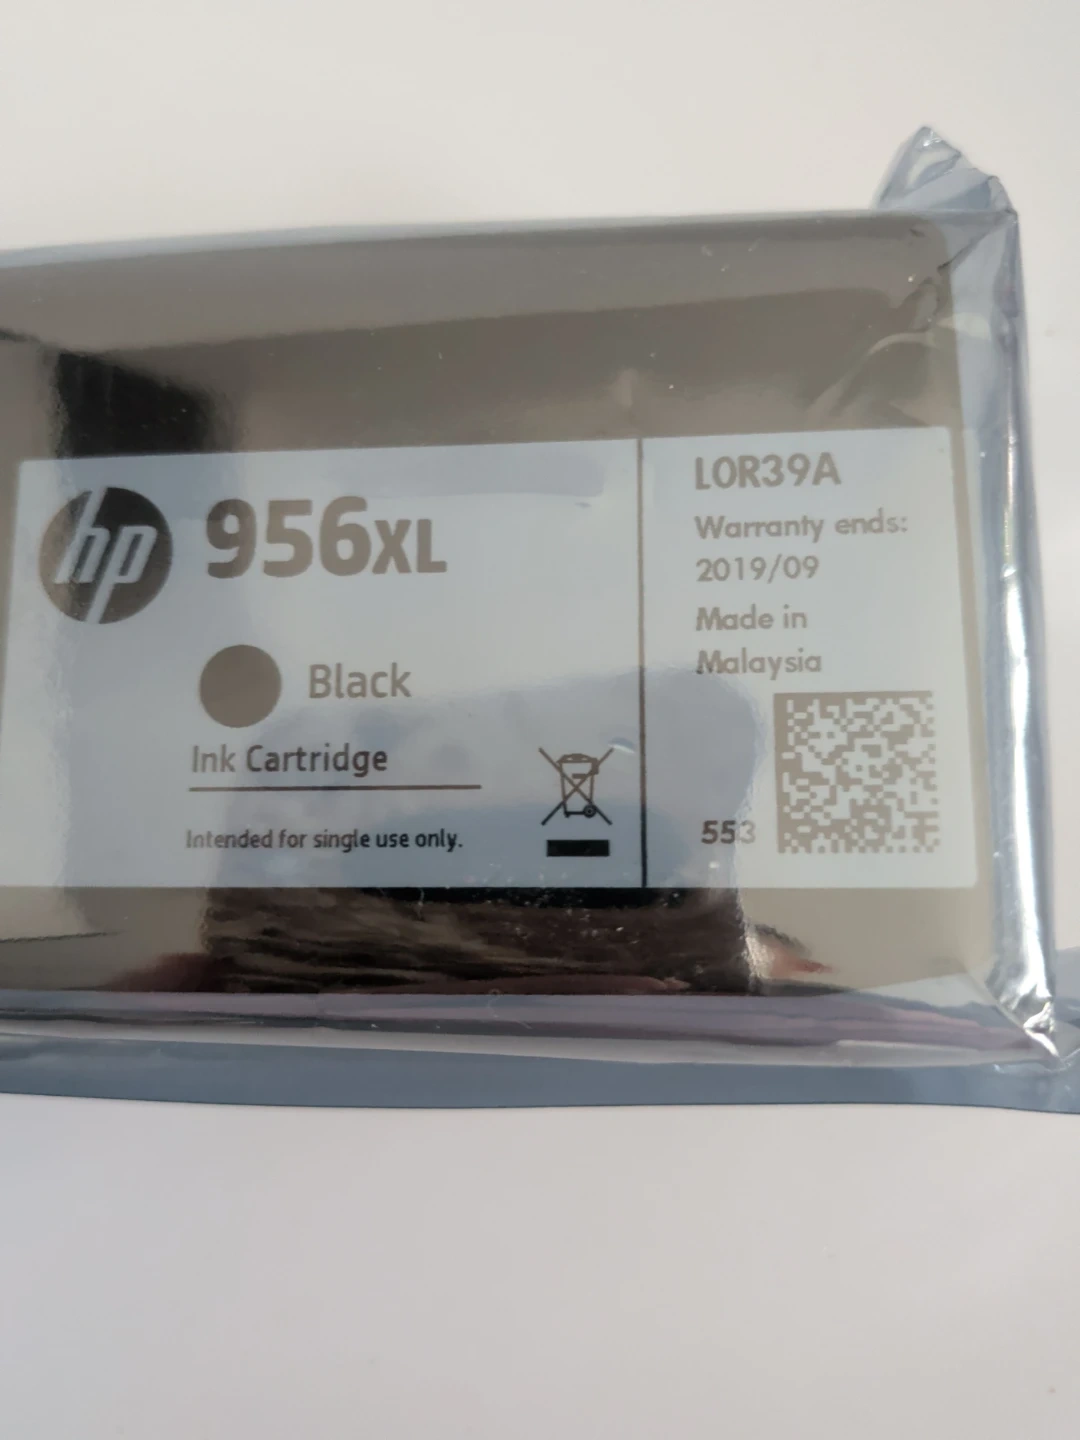 hp
956XL
Black
Ink Cartridge
Intended for single use only.
L0R39A
Warranty ends:
2019/09
Made in
Malaysia
553